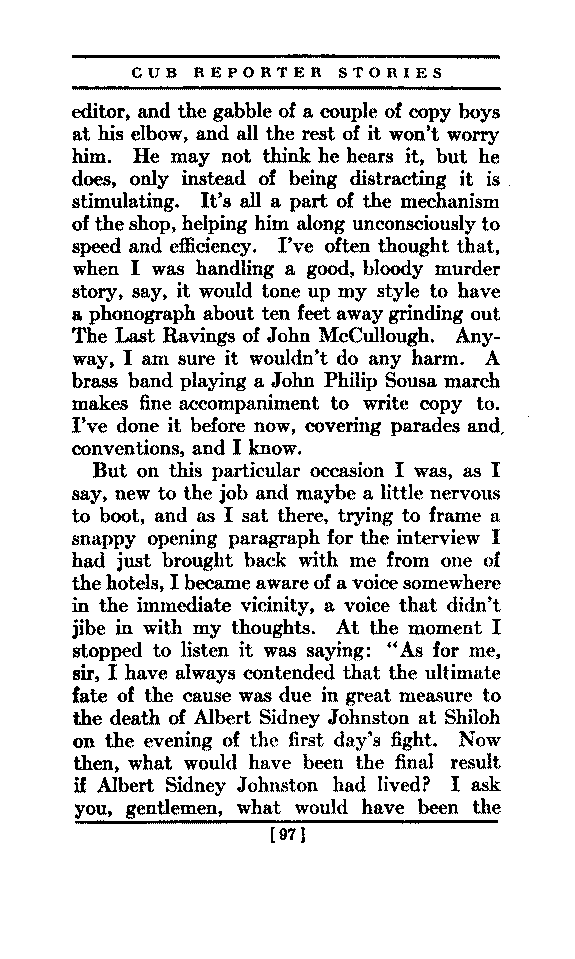 CUB REPORTER STORIES
editor, and the gabble of a couple of copy boys
at his elbow, and all the rest of it won't worry
him. He may not think he hears it, but he
does, only instead of being distracting it is
stimulating. It's all a part of the mechanism
of the shop, helping him along unconsciously to
speed and efficiency. I've often thought that,
when I was handling a good, bloody murder
story, say, it would tone up my style to have
a phonograph about ten feet away grinding out
The Last Ravings of John McCullough. Any-
way, I am sure it wouldn't do any harm. A
brass band playing a John Philip Sousa march
makes fine accompaniment to write copy to.
I've done it before now, covering parades and
conventions, and I know.
But on this particular occasion I was, as I
say, new to the job and maybe a little nervous
to boot, and as I sat there, trying to frame a
snappy opening paragraph for the interview I
had just brought back with me from one of
the hotels, I became aware of a voice somewhere
in the immediate vicinity, a voice that didn't
jibe in with my thoughts. At the moment I
stopped to listen it was saying: "As for me,
sir, I have always contended that the ultimate
fate of the cause was due in great measure to
the death of Albert Sidney Johnston at Shiloh
on the evening of the first day's fight. Now
then, what would have been the final result
if Albert Sidney Johnston had lived? I ask
you, gentlemen, what would have been the
[97]